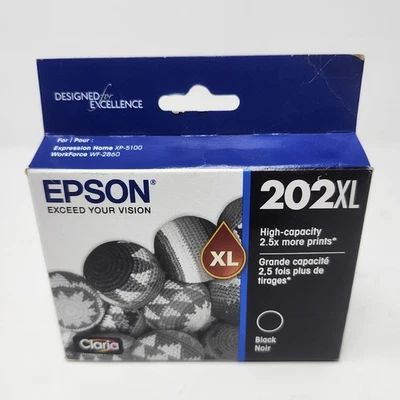 DESIGNED for
EXCELLENCE
For / Pour :
Expression Home XP-5100
WorkForce WF-2860
EPSON®
EXCEED YOUR VISION
202XL
High-capacity
2.5x more prints*
Grande capacité
2,5 fois plus de
tirages*
XL
Black
Noir
Claria